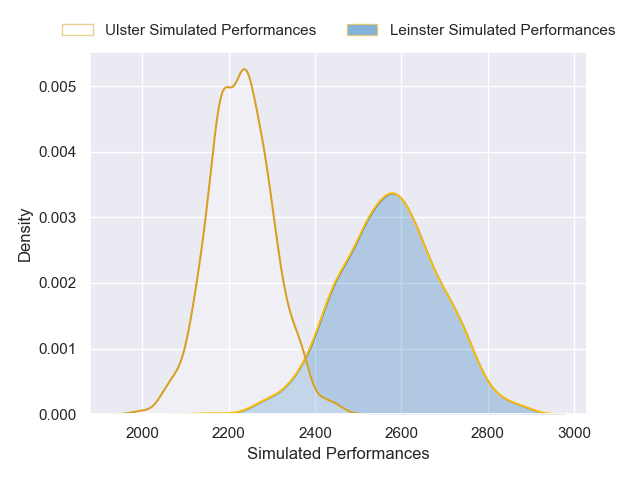 Ulster Simulated Performances Leinster Simulated Performances
0.005
0.004
0.003
0.002
0.001
0.000
Density
2000 2200 2400 2600 2800 3000
Simulated Performances